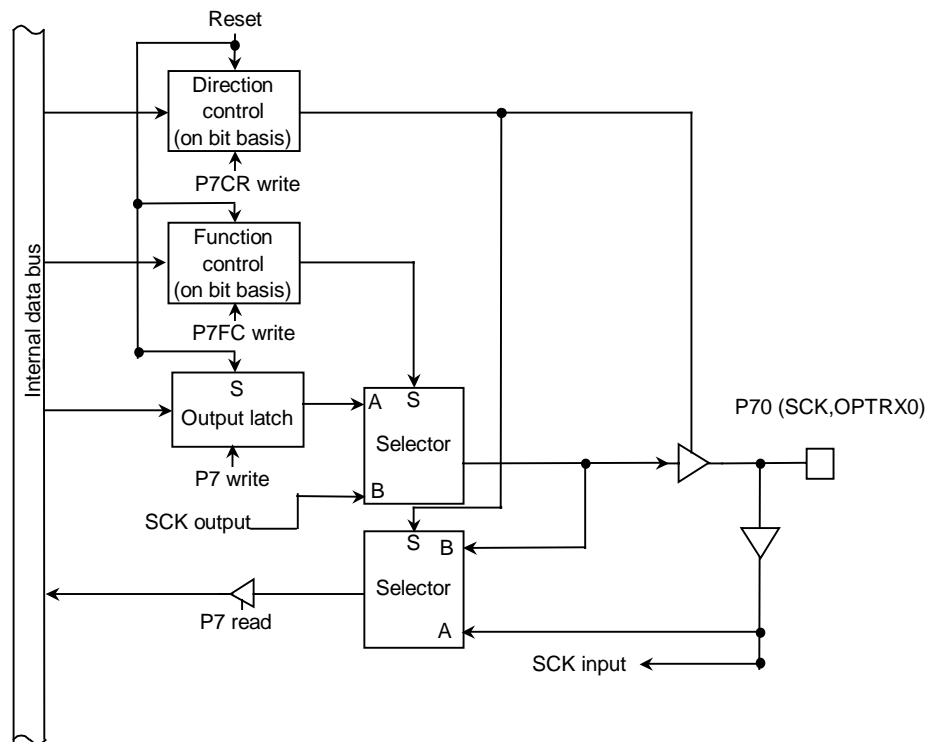 Reset
Direction
control
(on bit basis)
P7CR write
Function
control
(on bit basis)
P7FC write
Internal data bus
S
Output latch
P7 write
A
S
Selector
B
SCK output
P70 (SCK,OPTRX0)
S
B
Selector
A
P7 read
SCK input